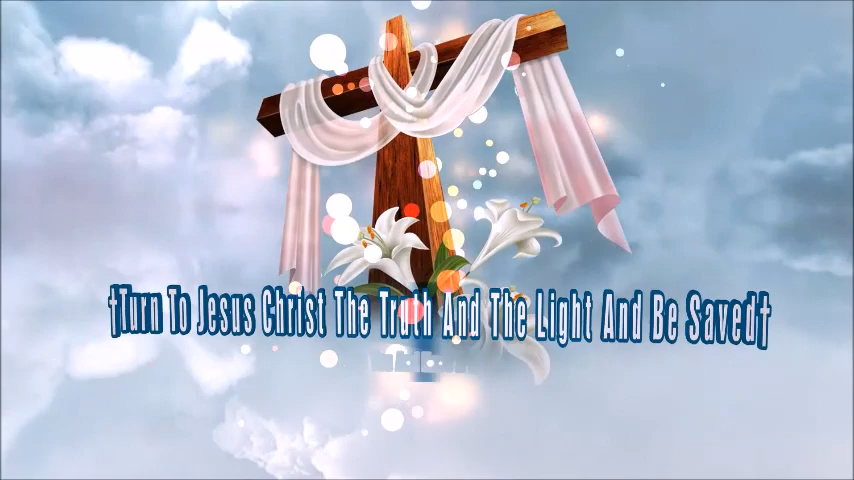 †Turn To Jesus Christ The Truth And The Light And Be Saved†